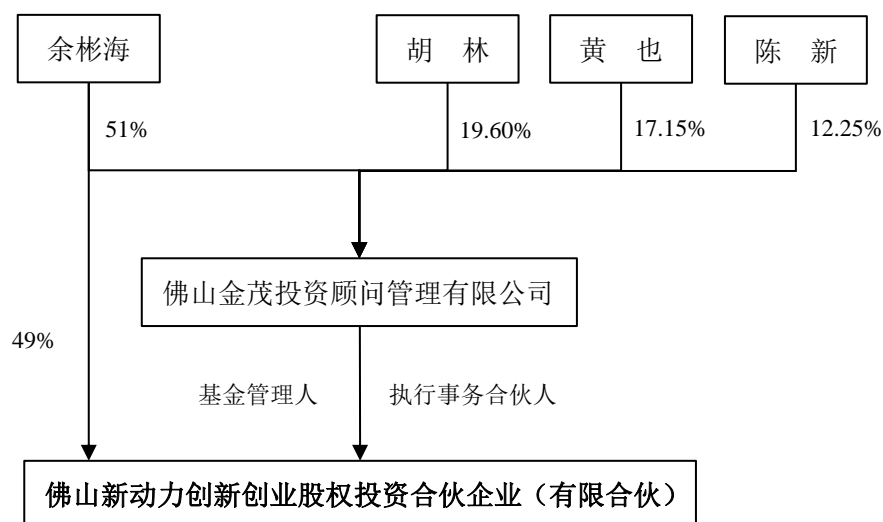 余彬海 胡 林 黄 也 陈 新
51% 19.60% 17.15% 12.25%
佛山金茂投资顾问管理有限公司
49%
基金管理人 执行事务合伙人
佛山新动力创新创业股权投资合伙企业（有限合伙）